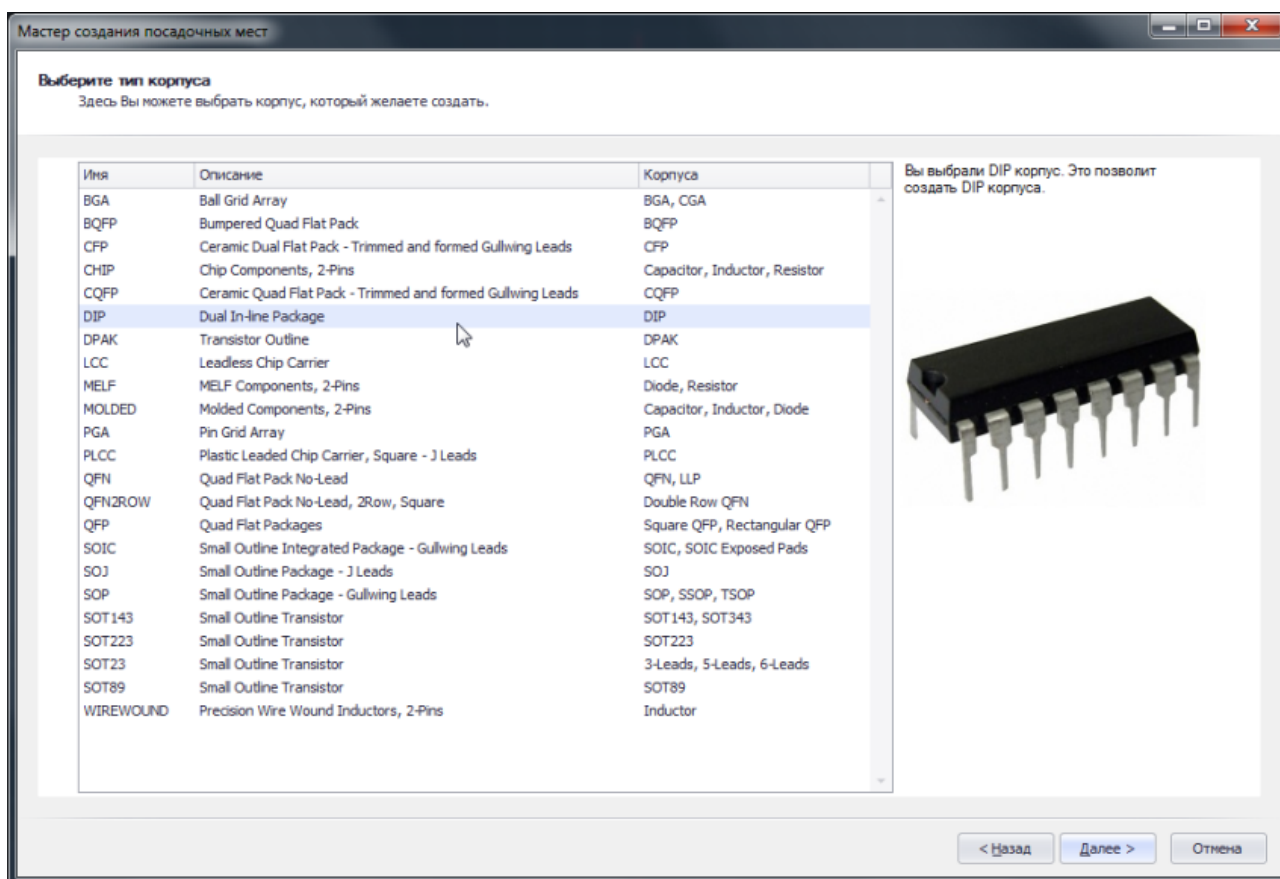 Мастер создания посадочных мест
Выберите тип корпуса
Здесь Вы можете выбрать корпус, который желаете создать.
Имя Описание Корпуса
BGA Ball Grid Array BGA, CGA
BQFP Bumpered Quad Flat Pack BQFP
CFP Ceramic Dual Flat Pack - Trimmed and formed Gullwing Leads CFP
CHIP Chip Components, 2-Pins Capacitor, Inductor, Resistor
CQFP Ceramic Quad Flat Pack - Trimmed and formed Gullwing Leads CQFP
DIP Dual In-line Package DIP
DPAK Transistor Outline DPAK
LCC Leadless Chip Carrier LCC
MELF MELF Components, 2-Pins Diode, Resistor
MOLDED Molded Components, 2-Pins Capacitor, Inductor, Diode
PGA Pin Grid Array PGA
PLCC Plastic Leaded Chip Carrier, Square - J Leads PLCC
QFN Quad Flat Pack No-Lead QFN, LLP
QFN2ROW Quad Flat Pack No-Lead, 2Row, Square Double Row QFN
QFP Quad Flat Packages Square QFP, Rectangular QFP
SOIC Small Outline Integrated Package - Gullwing Leads SOIC, SOIC Exposed Pads
SOJ Small Outline Package - J Leads SOJ
SOP Small Outline Package - Gullwing Leads SOP, SSOP, TSOP
SOT143 Small Outline Transistor SOT143, SOT343
SOT223 Small Outline Transistor SOT223
SOT23 Small Outline Transistor 3-Leads, 5-Leads, 6-Leads
SOT89 Small Outline Transistor SOT89
WIREWOUND Precision Wire Wound Inductors, 2-Pins Inductor
Вы выбрали DIP корпус. Это позволит
создать DIP корпуса.
< Назад Далее > Отмена